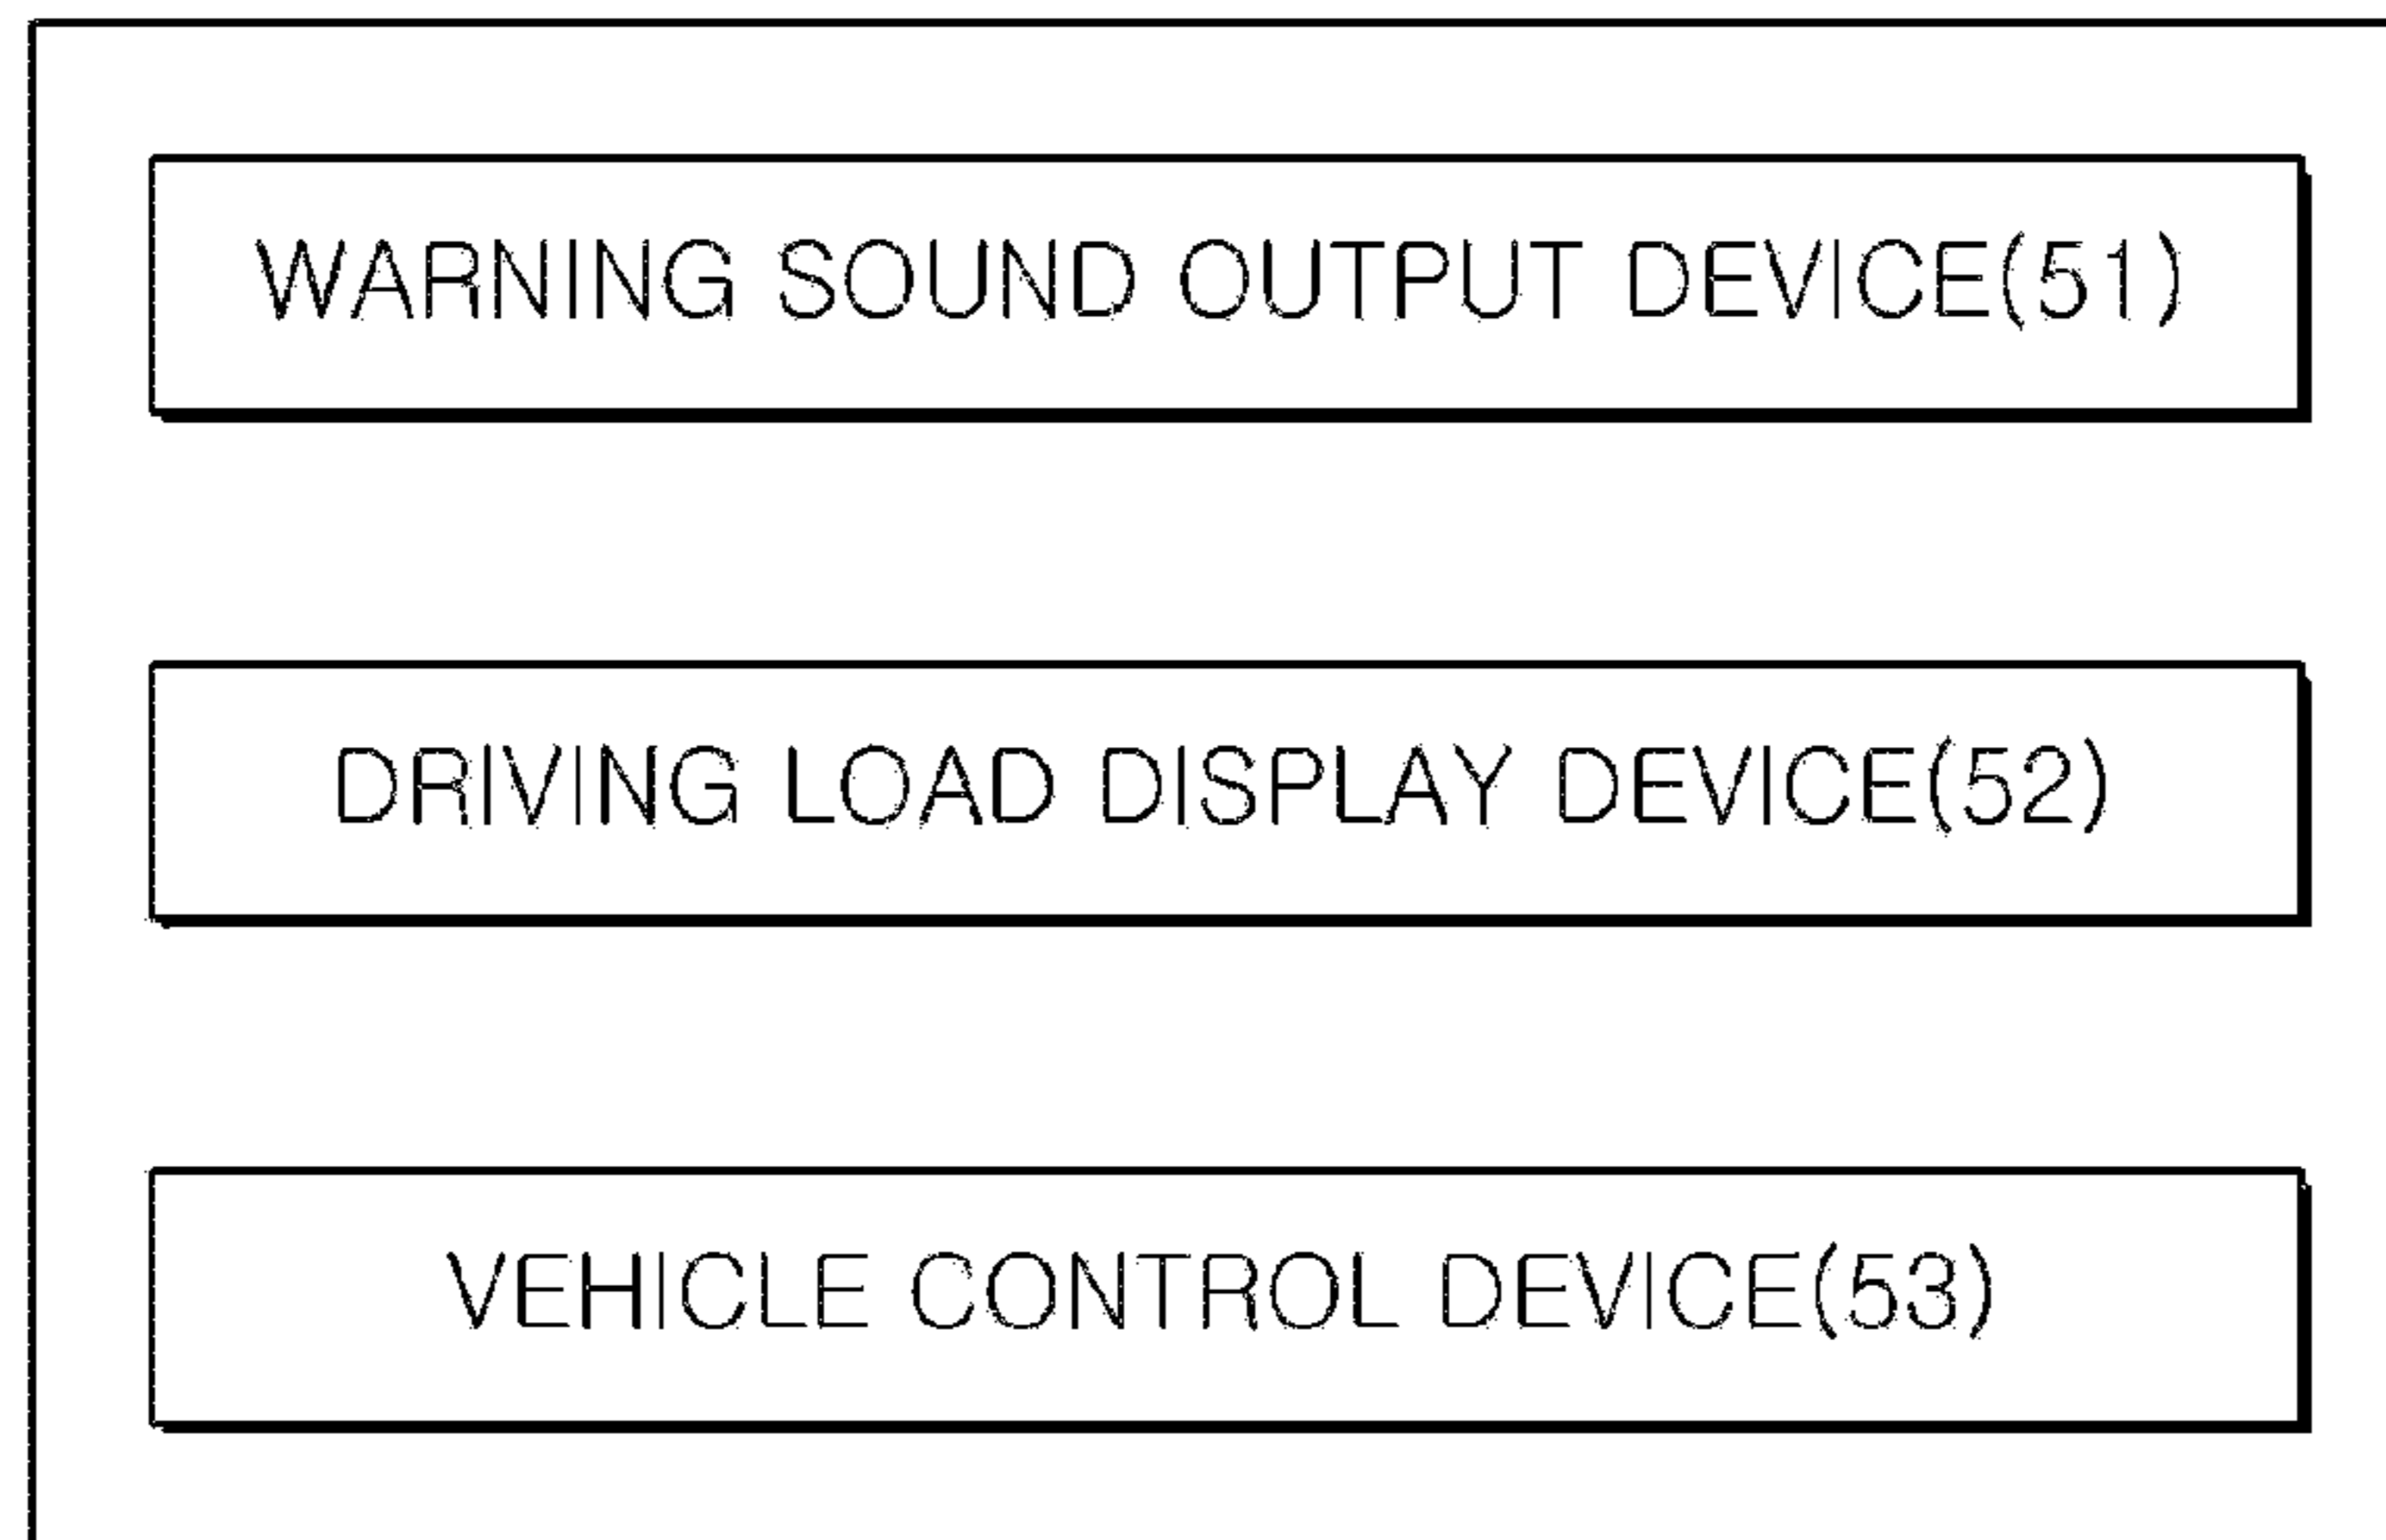 WARNING SOUND OUTPUT DEVICE(51)
DRIVING LOAD DISPLAY DEVICE(52)
VEHICLE CONTROL DEVICE(53)